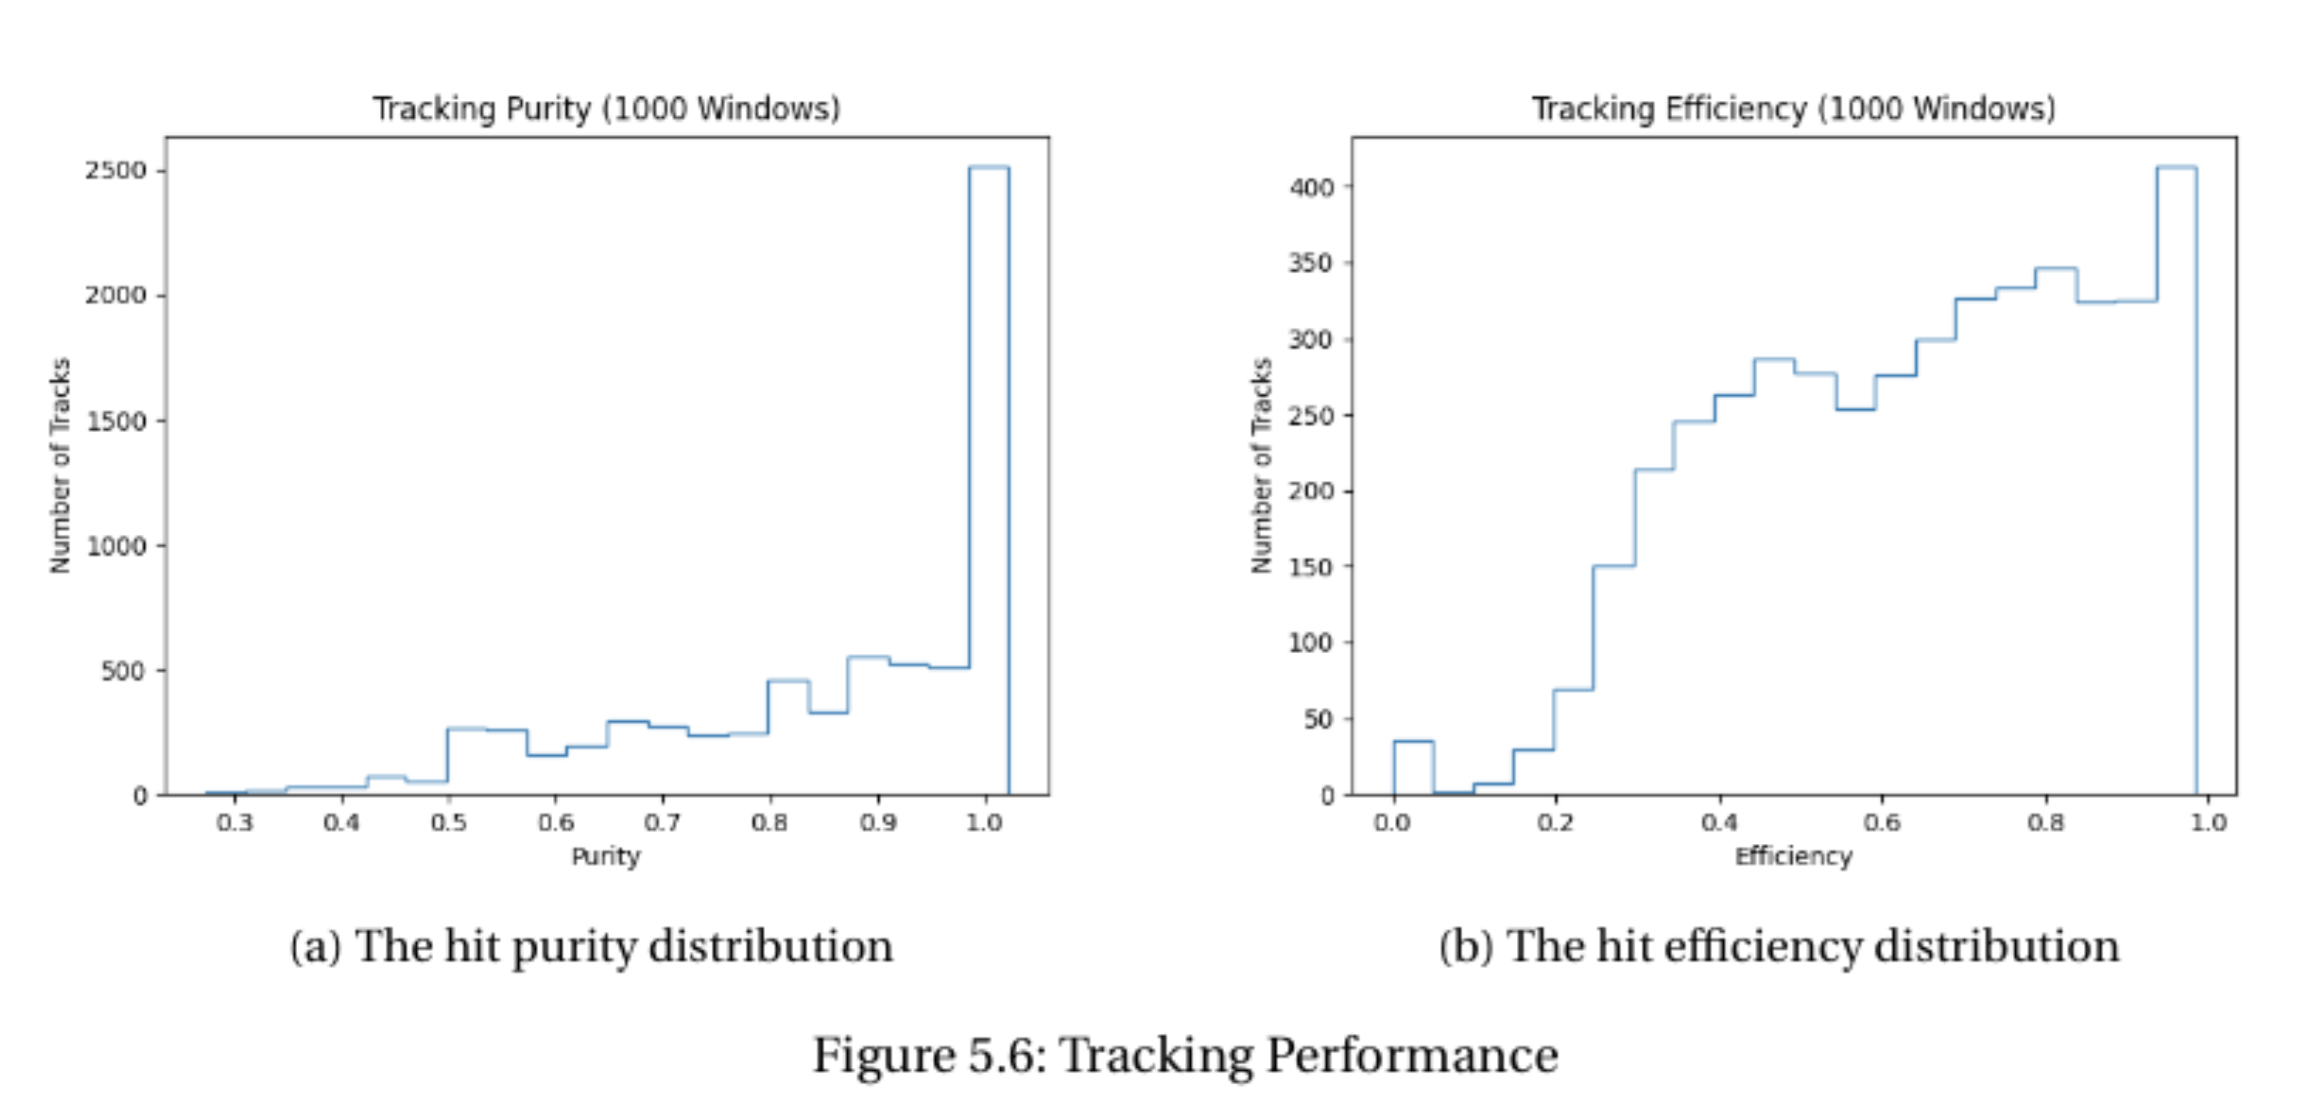 Tracking Purity (1000 Windows)
2500
2000
1500
1000
500
0
Number of Tracks
0.3 0.4 0.5 0.6 0.7 0.8 0.9 1.0
Purity
(a) The hit purity distribution
Tracking Efficiency (1000 Windows)
400
350
300
250
200
150
100
50
0
Number of Tracks
0.0 0.2 0.4 0.6 0.8 1.0
Efficiency
(b) The hit efficiency distribution
Figure 5.6: Tracking Performance